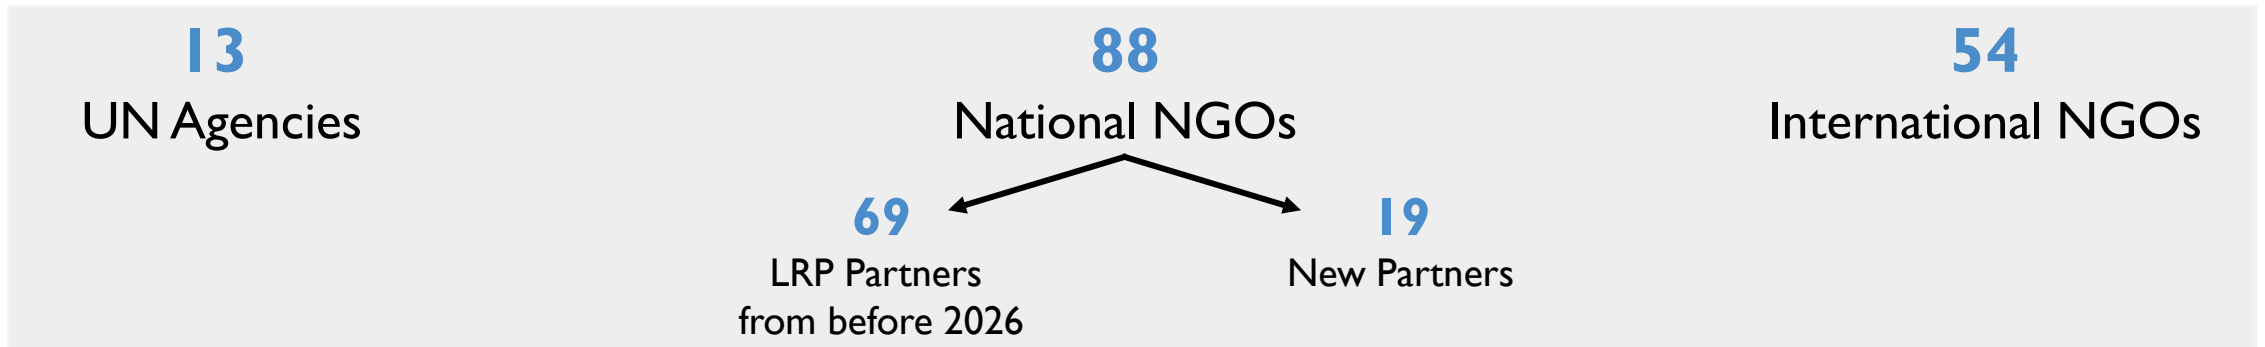 13
UN Agencies
88
National NGOs
54
International NGOs
69
LRP Partners
from before 2026
19
New Partners